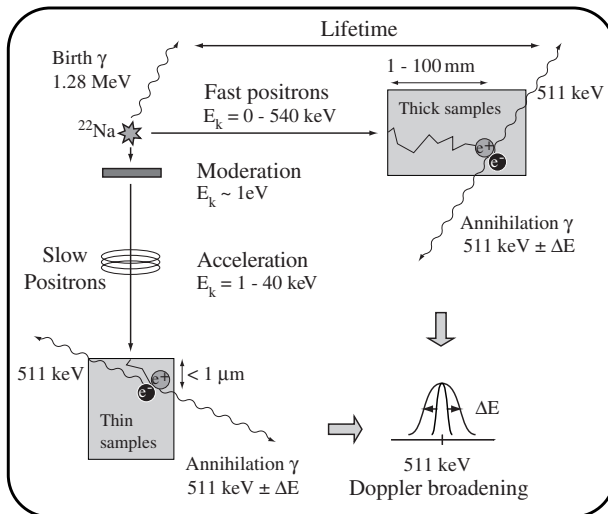 Lifetime
Birth γ
1.28 MeV
1 - 100 mm
Fast positrons
E_k = 0 - 540 keV
Thick samples
511 keV
²²Na
e⁺
e⁻
Moderation
E_k ~ 1eV
Annihilation γ
511 keV ± ΔE
Slow
Positrons
Acceleration
E_k = 1 - 40 keV
511 keV
e⁺
e⁻
< 1 μm
Thin
samples
ΔE
Annihilation γ
511 keV ± ΔE
511 keV
Doppler broadening